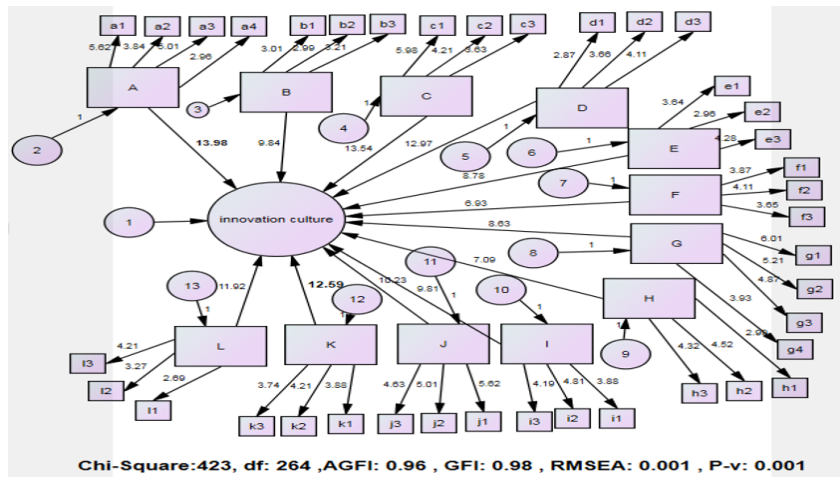 a1 a2 a3 a4 b1 b2 b3 c1 c2 c3 d1 d2 d3
5.62 3.84 5.01 2.96 3.01 2.99 3.21 5.98 4.21 3.63 2.87 3.66 4.11
A B C D
e1 e2 e3
3.64 2.96 4.28
1 2 3 4 1 1 5 1 6 1 E
13.98 9.84 13.54 12.97 8.78
f1 f2 f3
3.87 4.11 3.65
7 1 F
6.93
1 innovation culture
8.63
8 1 G
6.01 5.21 4.87 3.93
g1 g2 g3 g4
7.09
H
2.99
13 11.92 12.59 12 10.23 9.81 11 10
1 1 1 1 1 9
L K J I
4.32 4.52
h3 h2 h1
4.21 3.27 2.69 3.74 4.21 3.88 4.63 5.01 5.62 4.19 4.81 3.88
l3 l2 l1 k3 k2 k1 j3 j2 j1 i3 i2 i1
Chi-Square:423, df: 264 ,AGFI: 0.96 , GFI: 0.98 , RMSEA: 0.001 , P-v: 0.001